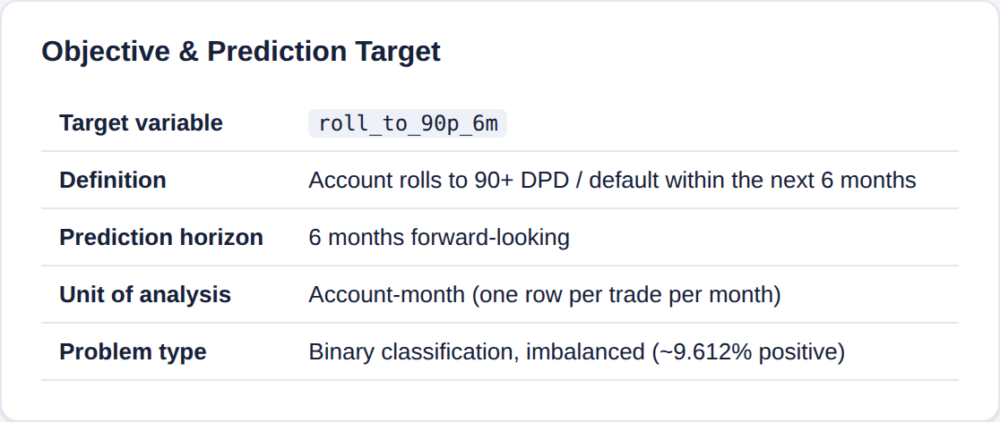 Objective & Prediction Target
Target variable roll_to_90p_6m
Definition Account rolls to 90+ DPD / default within the next 6 months
Prediction horizon 6 months forward-looking
Unit of analysis Account-month (one row per trade per month)
Problem type Binary classification, imbalanced (~9.612% positive)